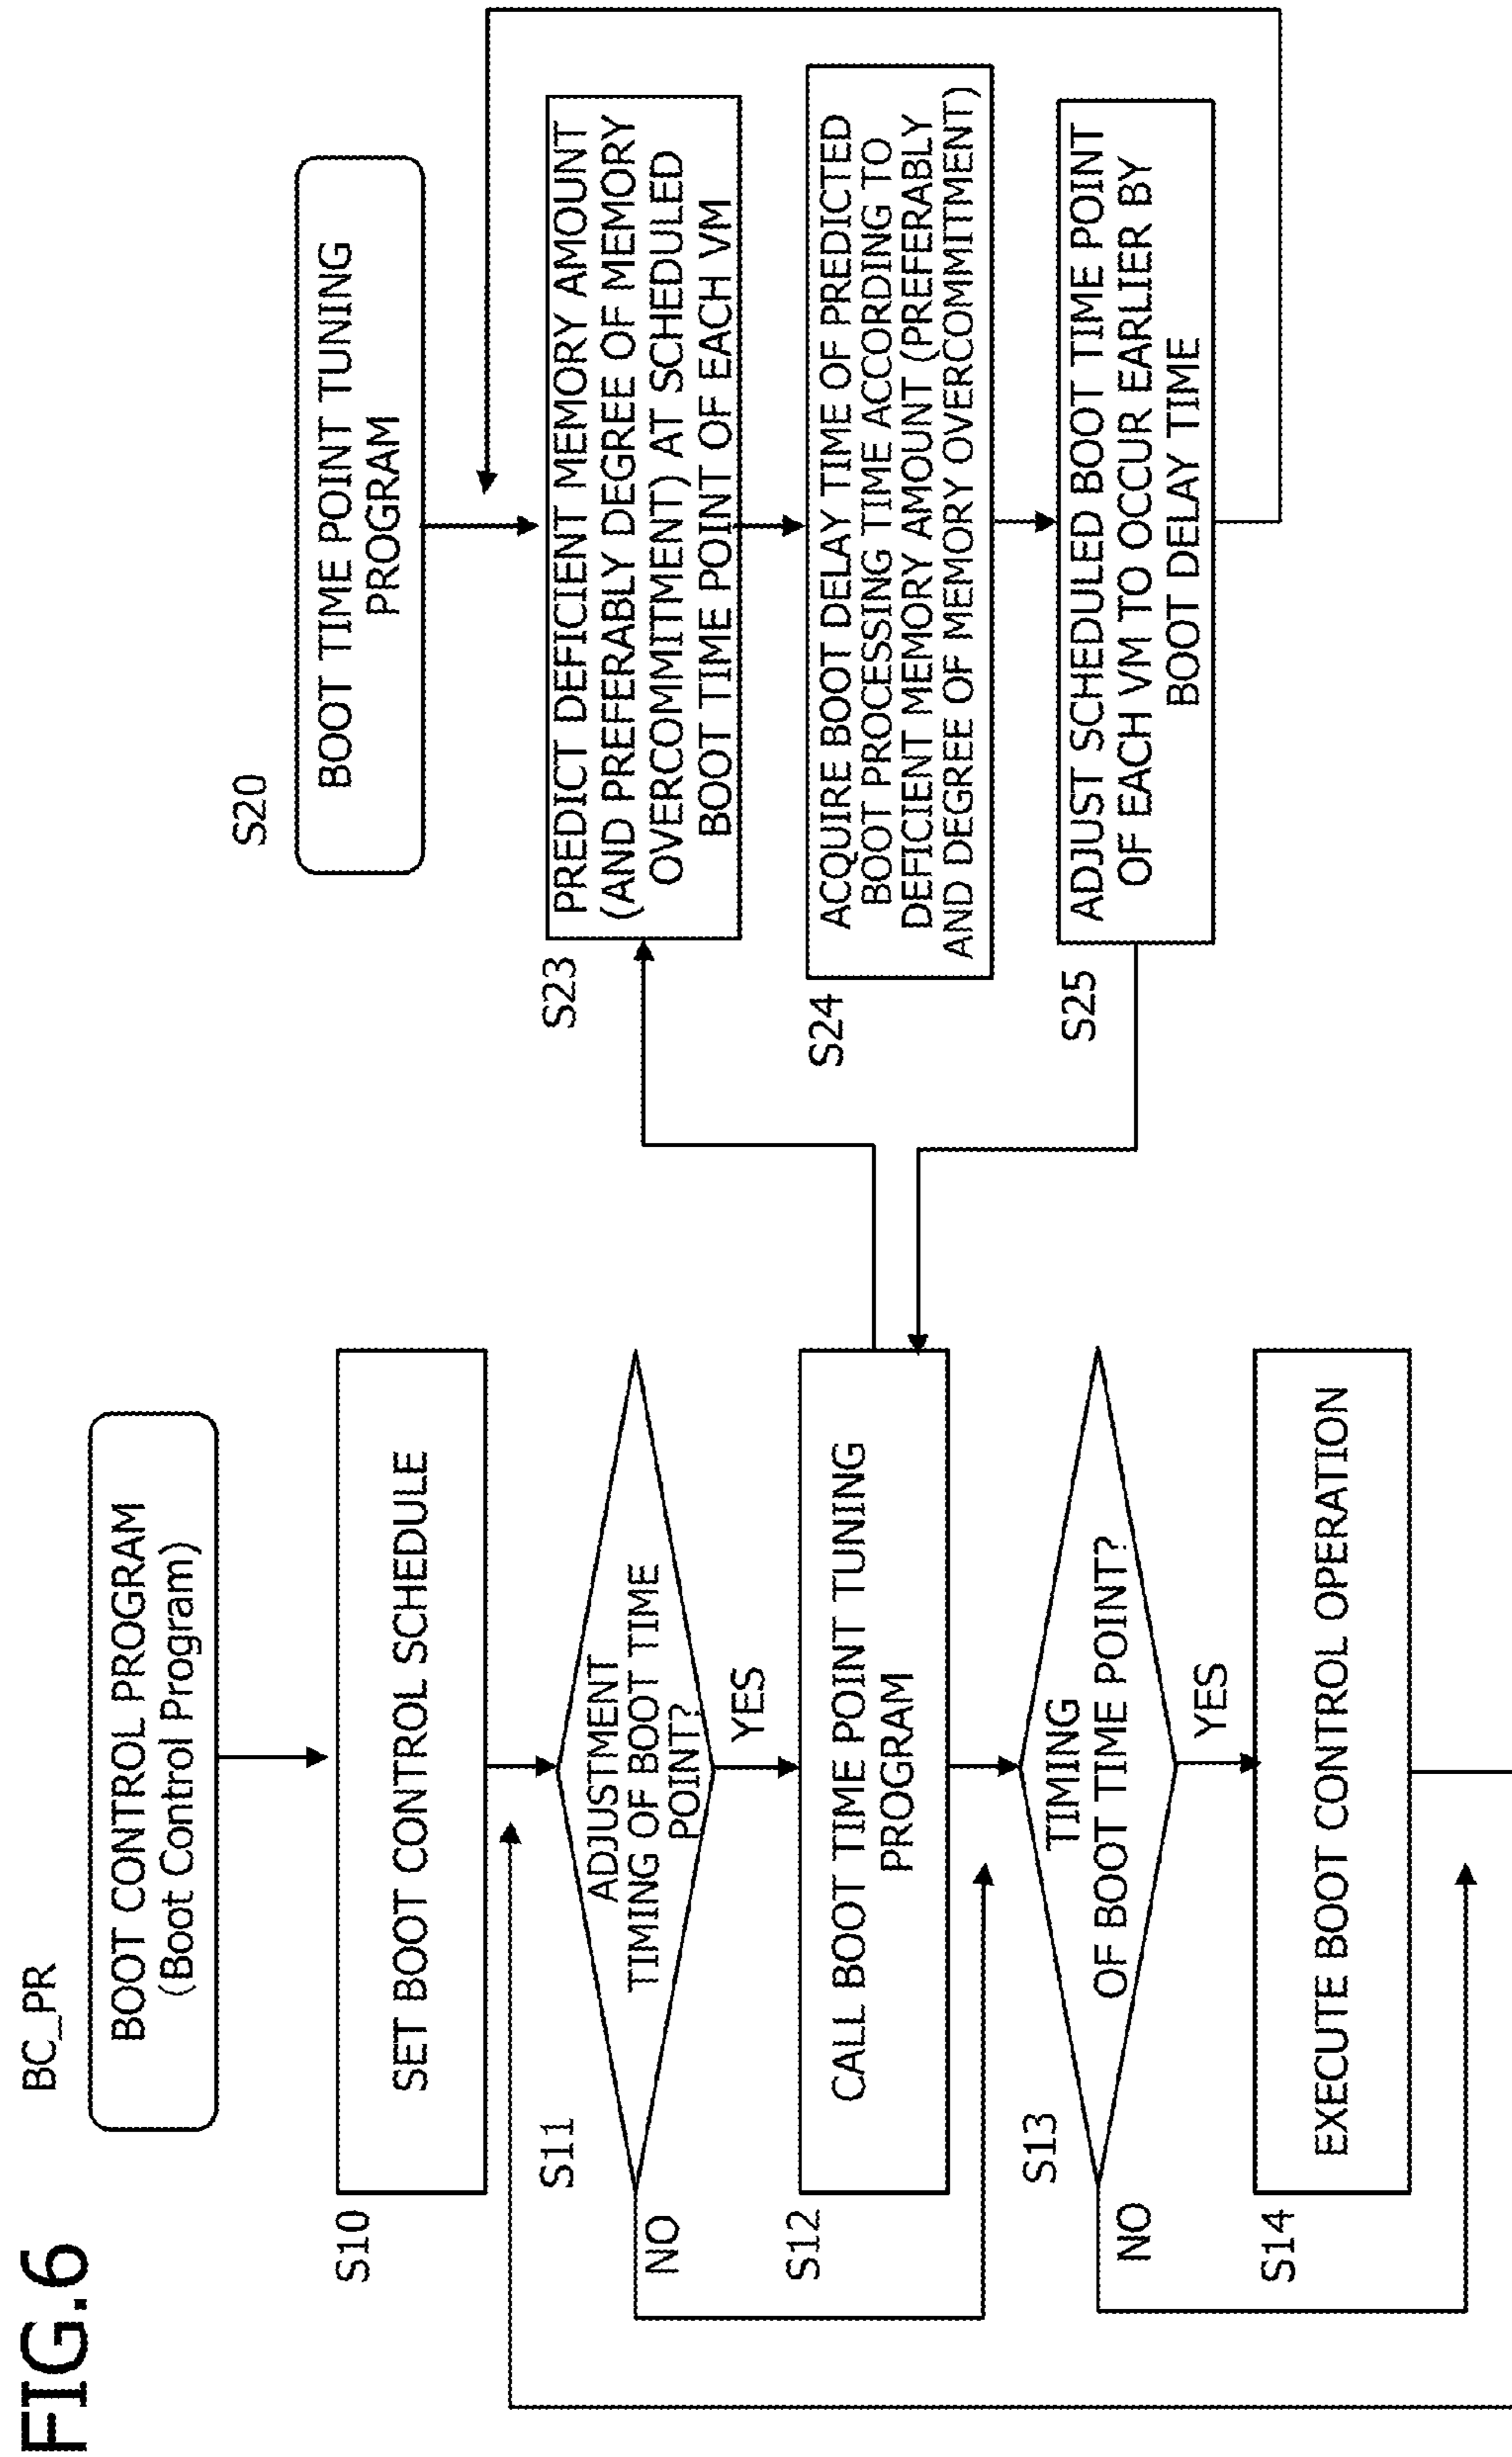 FIG.6
BC_PR
BOOT CONTROL PROGRAM
(Boot Control Program)
S10
SET BOOT CONTROL SCHEDULE
S11
ADJUSTMENT
TIMING OF BOOT TIME
POINT?
NO
YES
S12
CALL BOOT TIME POINT TUNING
PROGRAM
S13
TIMING
OF BOOT TIME POINT?
NO
YES
S14
EXECUTE BOOT CONTROL OPERATION
S20
BOOT TIME POINT TUNING
PROGRAM
S23
PREDICT DEFICIENT MEMORY AMOUNT
(AND PREFERABLY DEGREE OF MEMORY
OVERCOMMITMENT) AT SCHEDULED
BOOT TIME POINT OF EACH VM
S24
ACQUIRE BOOT DELAY TIME OF PREDICTED
BOOT PROCESSING TIME ACCORDING TO
DEFICIENT MEMORY AMOUNT (PREFERABLY
AND DEGREE OF MEMORY OVERCOMMITMENT)
S25
ADJUST SCHEDULED BOOT TIME POINT
OF EACH VM TO OCCUR EARLIER BY
BOOT DELAY TIME